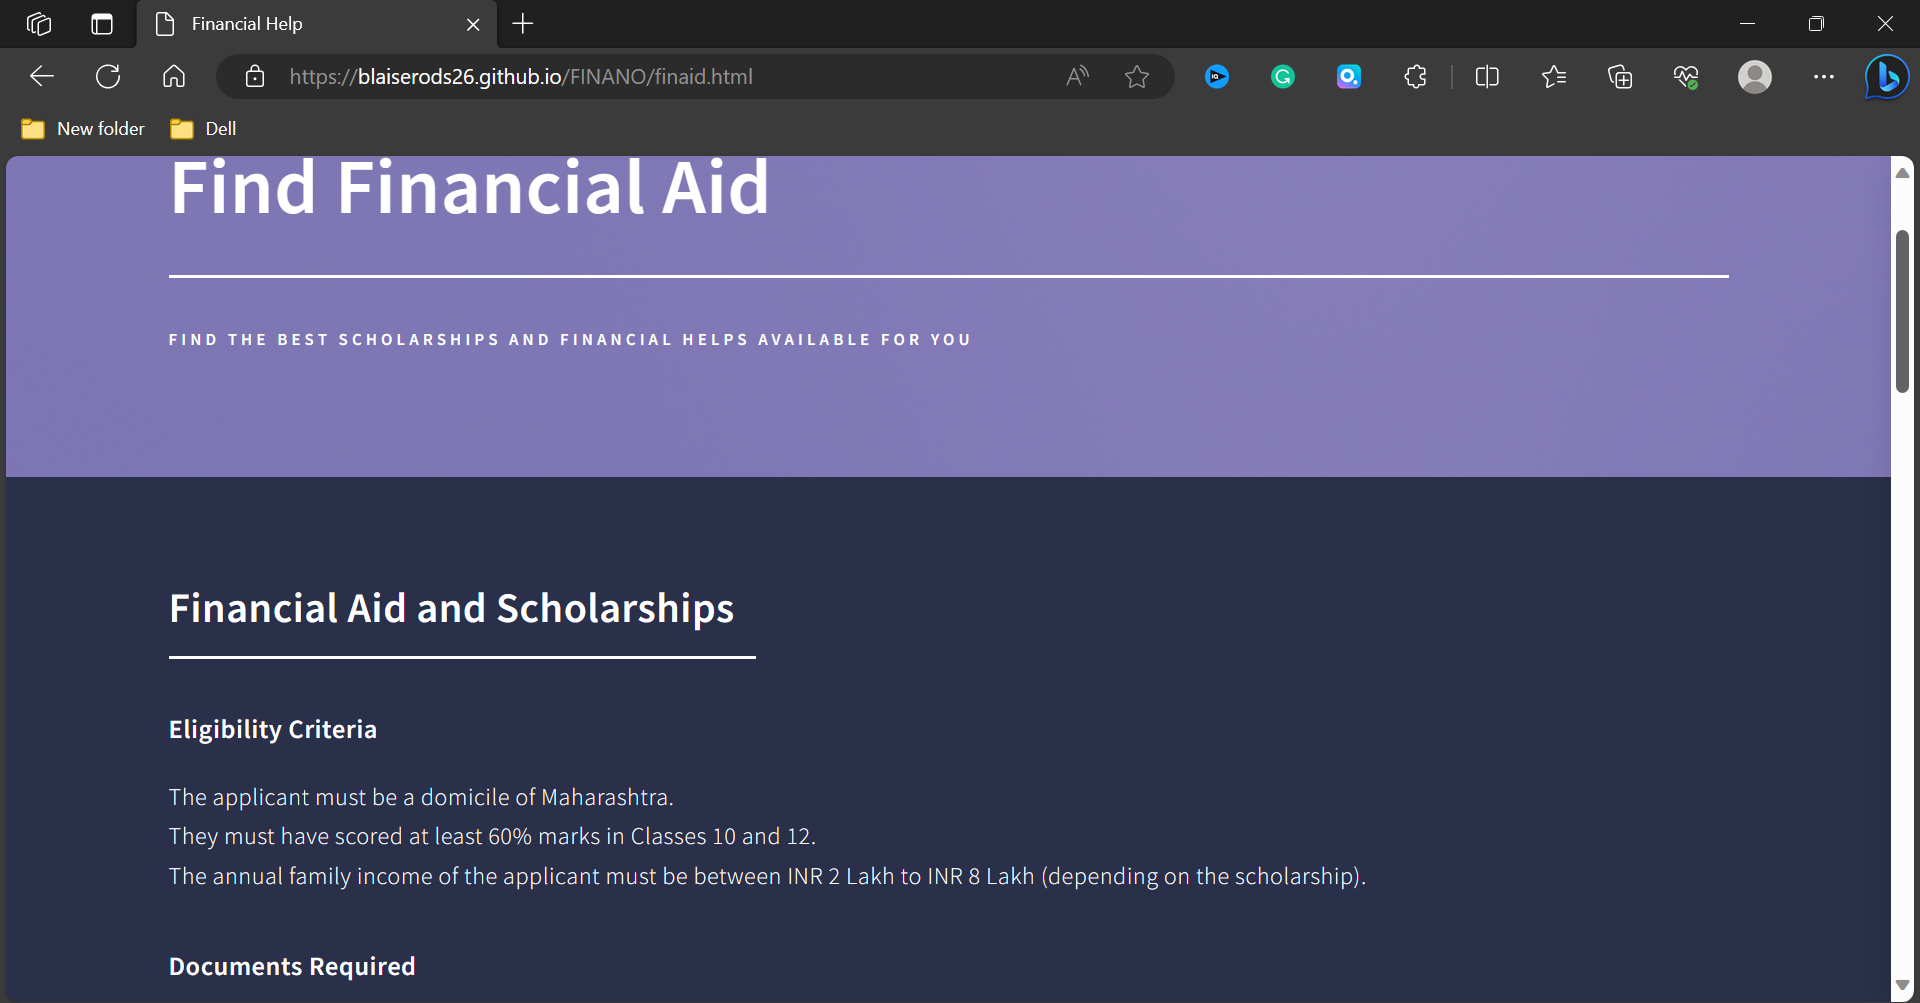 Financial Help
https://blaiserods26.github.io/FINANO/finaid.html
New folder
Dell
Find Financial Aid
FIND THE BEST SCHOLARSHIPS AND FINANCIAL HELPS AVAILABLE FOR YOU
Financial Aid and Scholarships
Eligibility Criteria
The applicant must be a domicile of Maharashtra.
They must have scored at least 60% marks in Classes 10 and 12.
The annual family income of the applicant must be between INR 2 Lakh to INR 8 Lakh (depending on the scholarship).
Documents Required